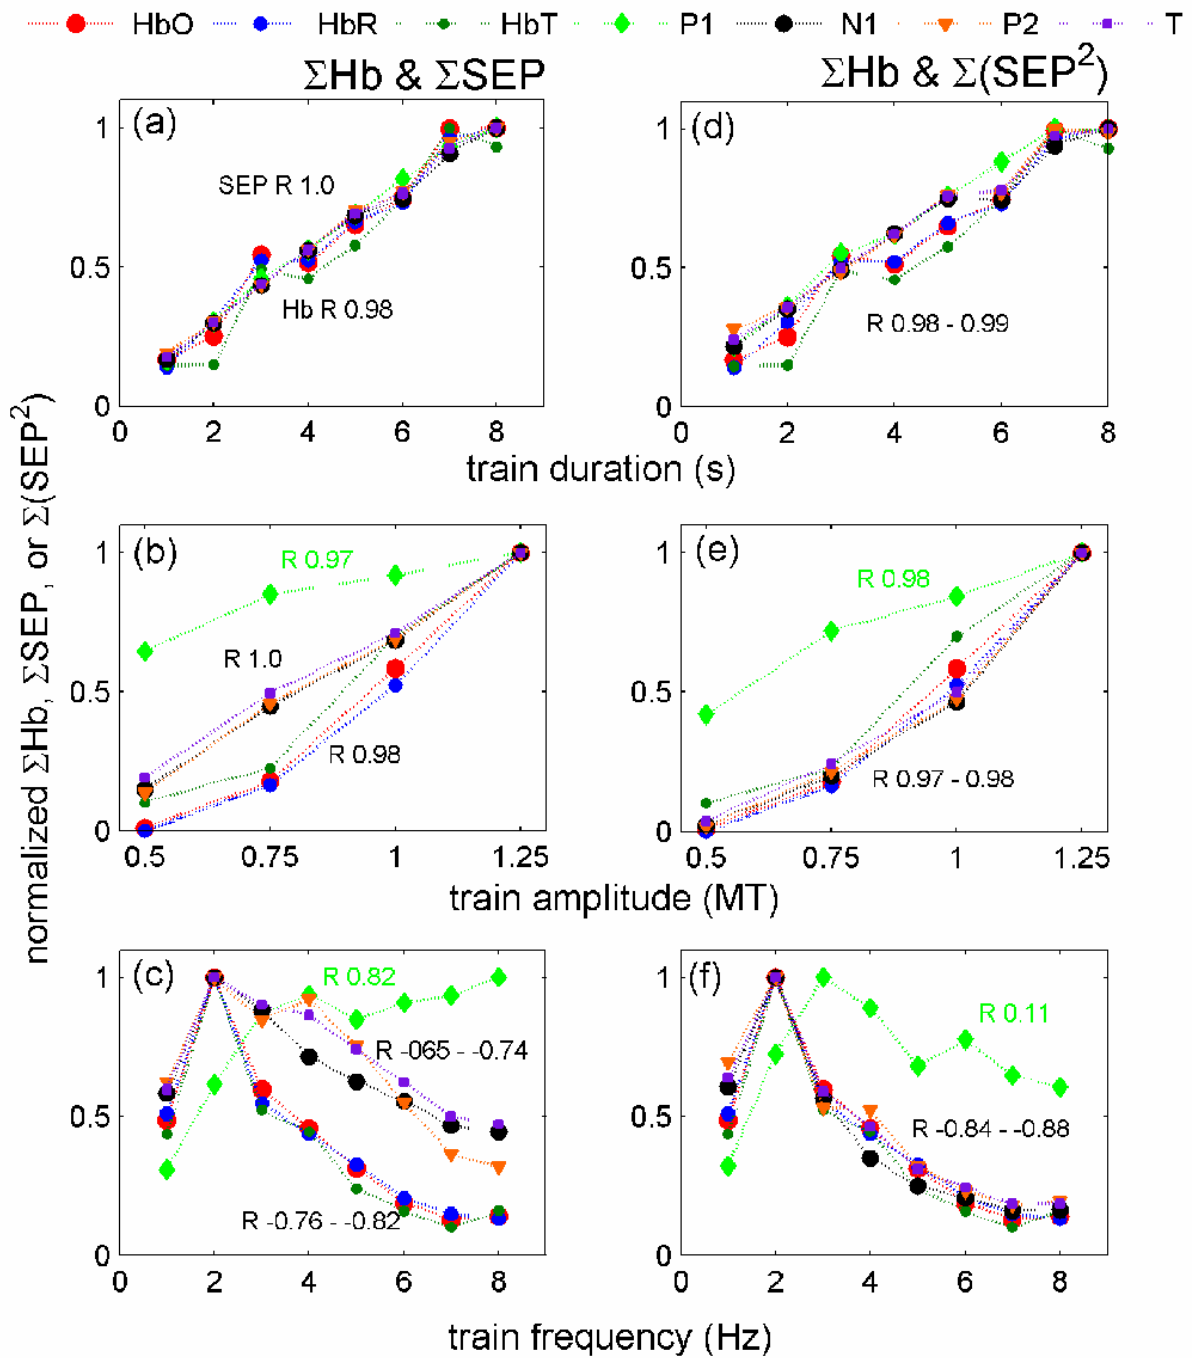 HbO HbR HbT P1 N1 P2 T
ΣHb & ΣSEP
ΣHb & Σ(SEP²)
normalized ΣHb, ΣSEP, or Σ(SEP²)
(a)
SEP R 1.0
Hb R 0.98
1
0.5
0
0 2 4 6 8
(d)
R 0.98 - 0.99
1
0.5
0
0 2 4 6 8
train duration (s)
(b)
R 0.97
R 1.0
R 0.98
1
0.5
0
0.5 0.75 1 1.25
(e)
R 0.98
R 0.97 - 0.98
1
0.5
0
0.5 0.75 1 1.25
train amplitude (MT)
(c)
R 0.82
R -065 - -0.74
R -0.76 - -0.82
1
0.5
0
0 2 4 6 8
(f)
R 0.11
R -0.84 - -0.88
1
0.5
0
0 2 4 6 8
train frequency (Hz)